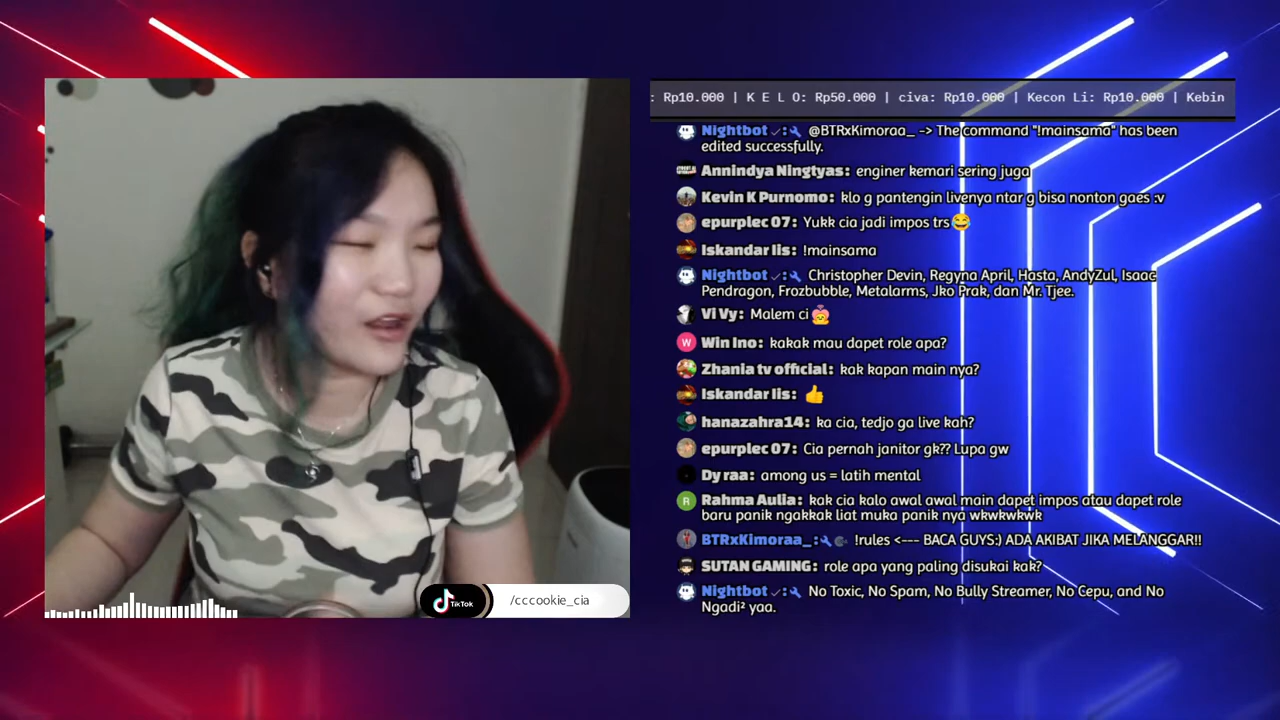 : Rp10.000 | K E L O: Rp50.000 | civa: Rp10.000 | Kecon Li: Rp10.000 | Kebin
Nightbot : @BTRxKimoraa_ -> The command "!mainsama" has been
edited successfully.
Annindya Ningtyas: enginer kemari sering juga
Kevin K Purnomo: klo g pantengin livenya ntar g bisa nonton gaes :v
epurplec 07: Yukk cia jadi impos trs😂
Iskandar Iis: !mainsama
Nightbot : Christopher Devin, Regyna April, Hasta, AndyZul, Isaac
Pendragon, Frozbubble, Metalarms, Jko Prak, dan Mr. Tjee.
Vi Vy: Malem ci
W Win Ino: kakak mau dapet role apa?
Zhania tv official: kak kapan main nya?
Iskandar Iis: 👍
hanazahra14: ka cia, tedjo ga live kah?
epurplec 07: Cia pernah janitor gk?? Lupa gw
Dy raa: among us = latih mental
R Rahma Aulia: kak cia kalo awal awal main dapet impos atau dapet role
baru panik ngakkak liat muka panik nya wkwkwkwk
BTRxKimoraa_: !rules <--- BACA GUYS:) ADA AKIBAT JIKA MELANGGAR!!
SUTAN GAMING: role apa yang paling disukai kak?
Nightbot : No Toxic, No Spam, No Bully Streamer, No Cepu, and No
Ngadi² yaa.
TikTok /cccookie_cia